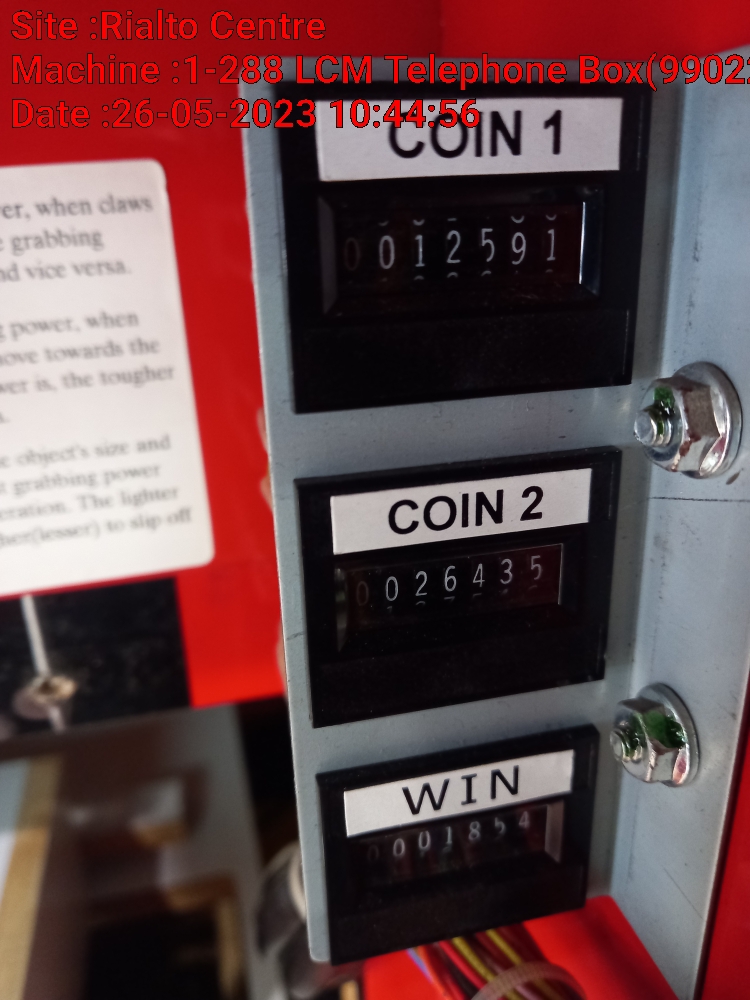 Site :Rialto Centre
Machine :1-288 LCM Telephone Box(9902
Date :26-05-2023 10:44:56
COIN 1
0012591
COIN 2
0026435
WIN
0001854
er, when claws
grabbing
nd vice versa.
g power, when
ove towards the
wer is, the tougher
object's size and
grabbing power
eration. The lighter
her(lesser) to slip off